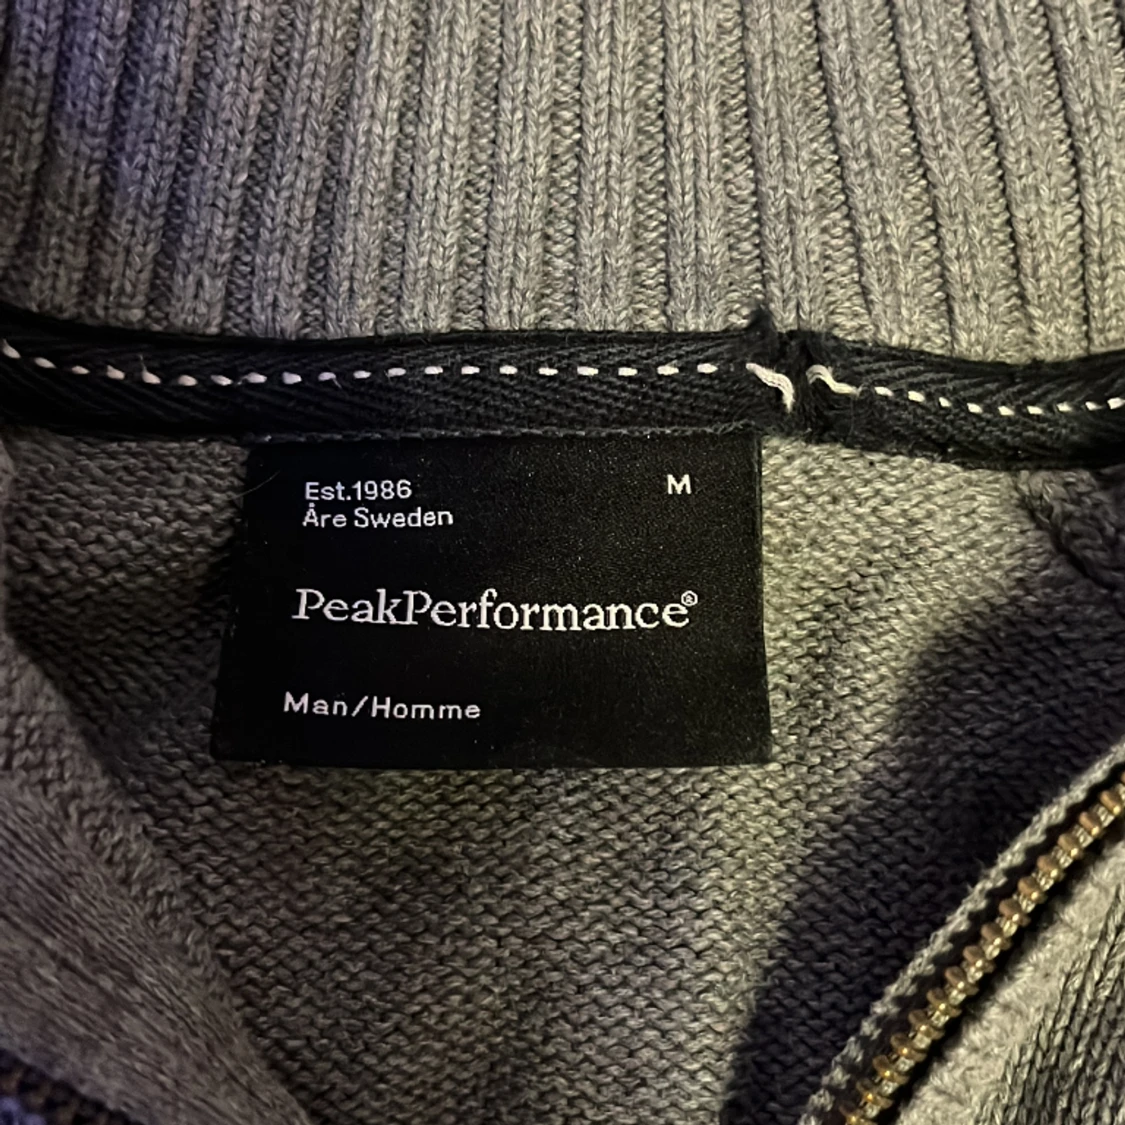 Est.1986
M
Åre Sweden
PeakPerformance®
Man/Homme